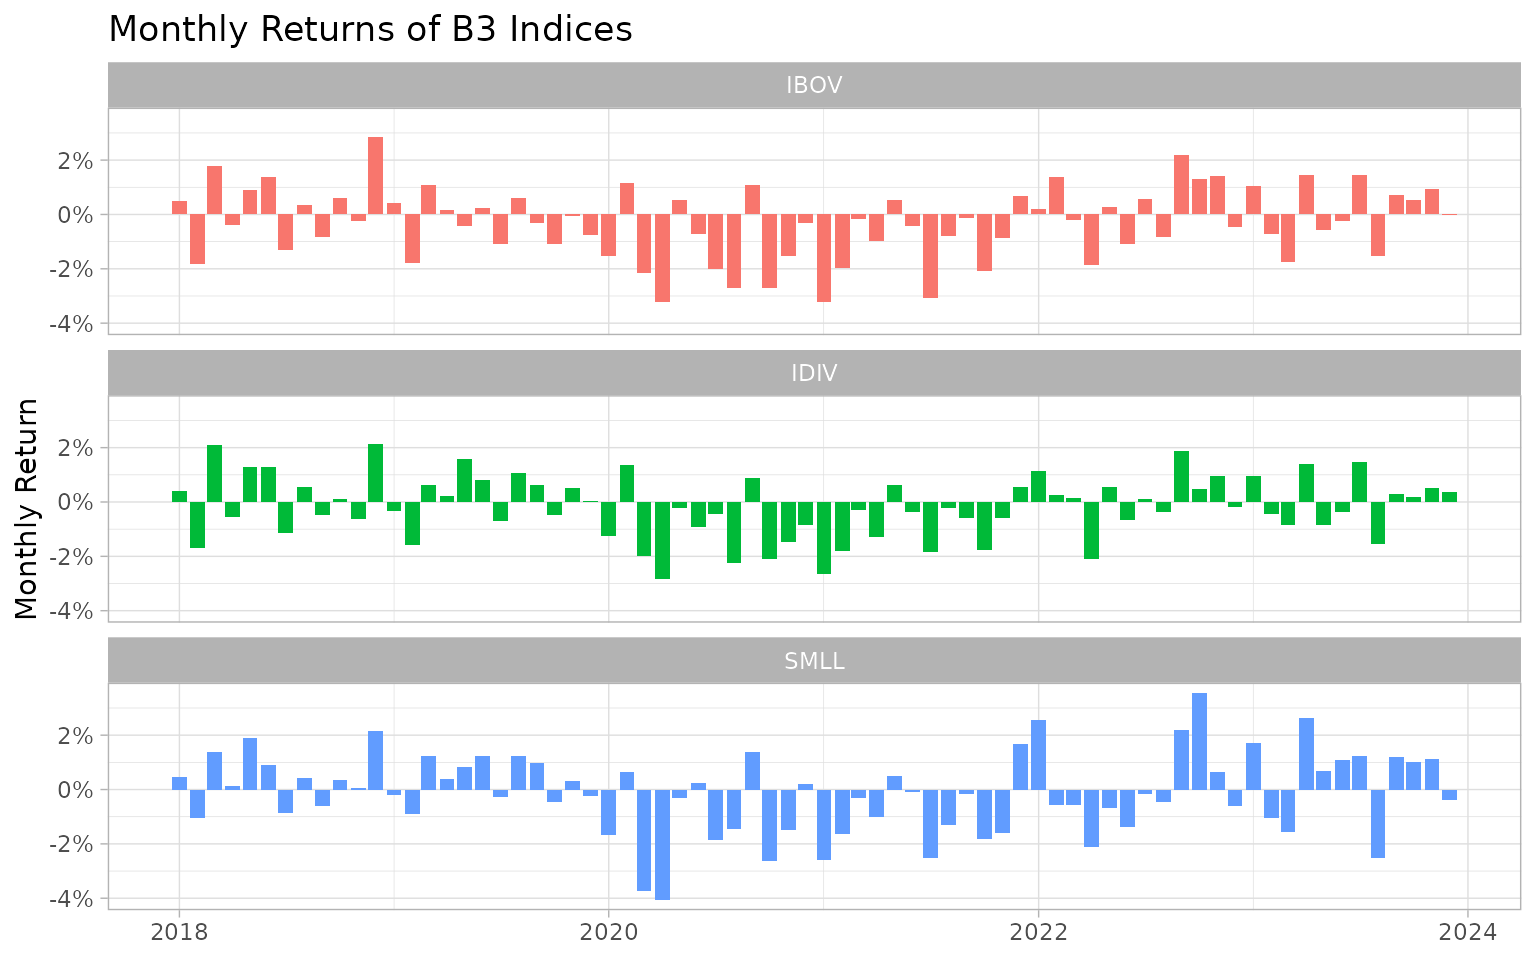 Monthly Returns of B3 Indices
IBOV
2%
0%
-2%
-4%
IDIV
2%
0%
-2%
-4%
Monthly Return
SMLL
2%
0%
-2%
-4%
2018 2020 2022 2024